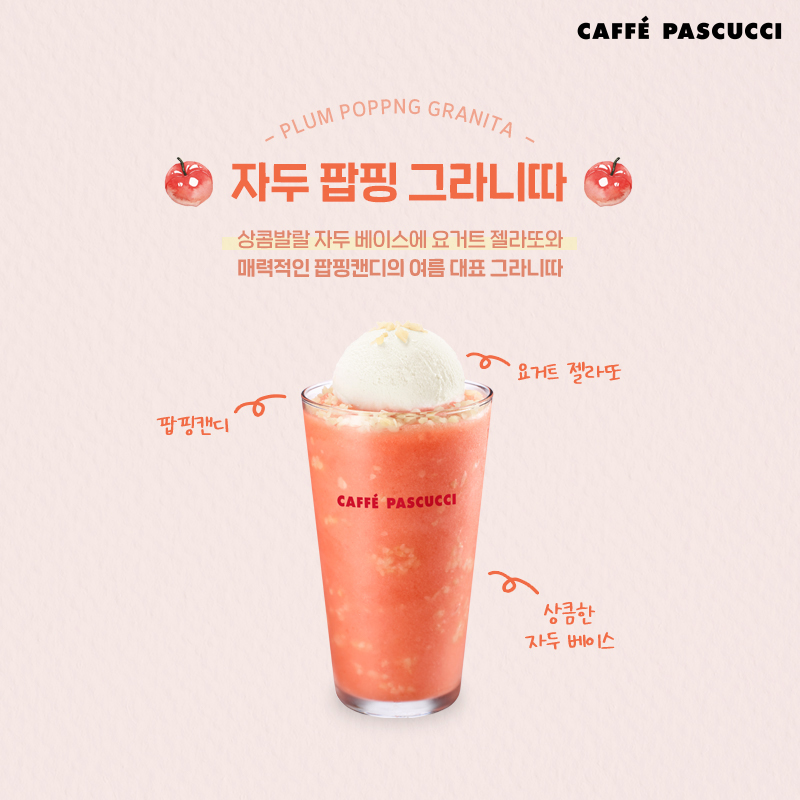 CAFFÉ PASCUCCI
- PLUM POPPNG GRANITA -
자두 팝핑 그라니따
상콤발랄 자두 베이스에 요거트 젤라또와
매력적인 팝핑캔디의 여름 대표 그라니따
요거트 젤라또
팝핑캔디
CAFFÉ PASCUCCI
상콤한
자두 베이스